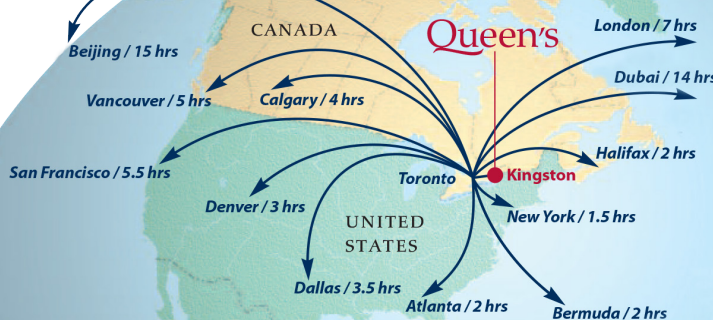 CANADA
Queen's
London / 7 hrs
Beijing / 15 hrs
Dubai / 14 hrs
Vancouver / 5 hrs
Calgary / 4 hrs
Halifax / 2 hrs
San Francisco / 5.5 hrs
Toronto
Kingston
Denver / 3 hrs
New York / 1.5 hrs
UNITED
STATES
Dallas / 3.5 hrs
Atlanta / 2 hrs
Bermuda / 2 hrs